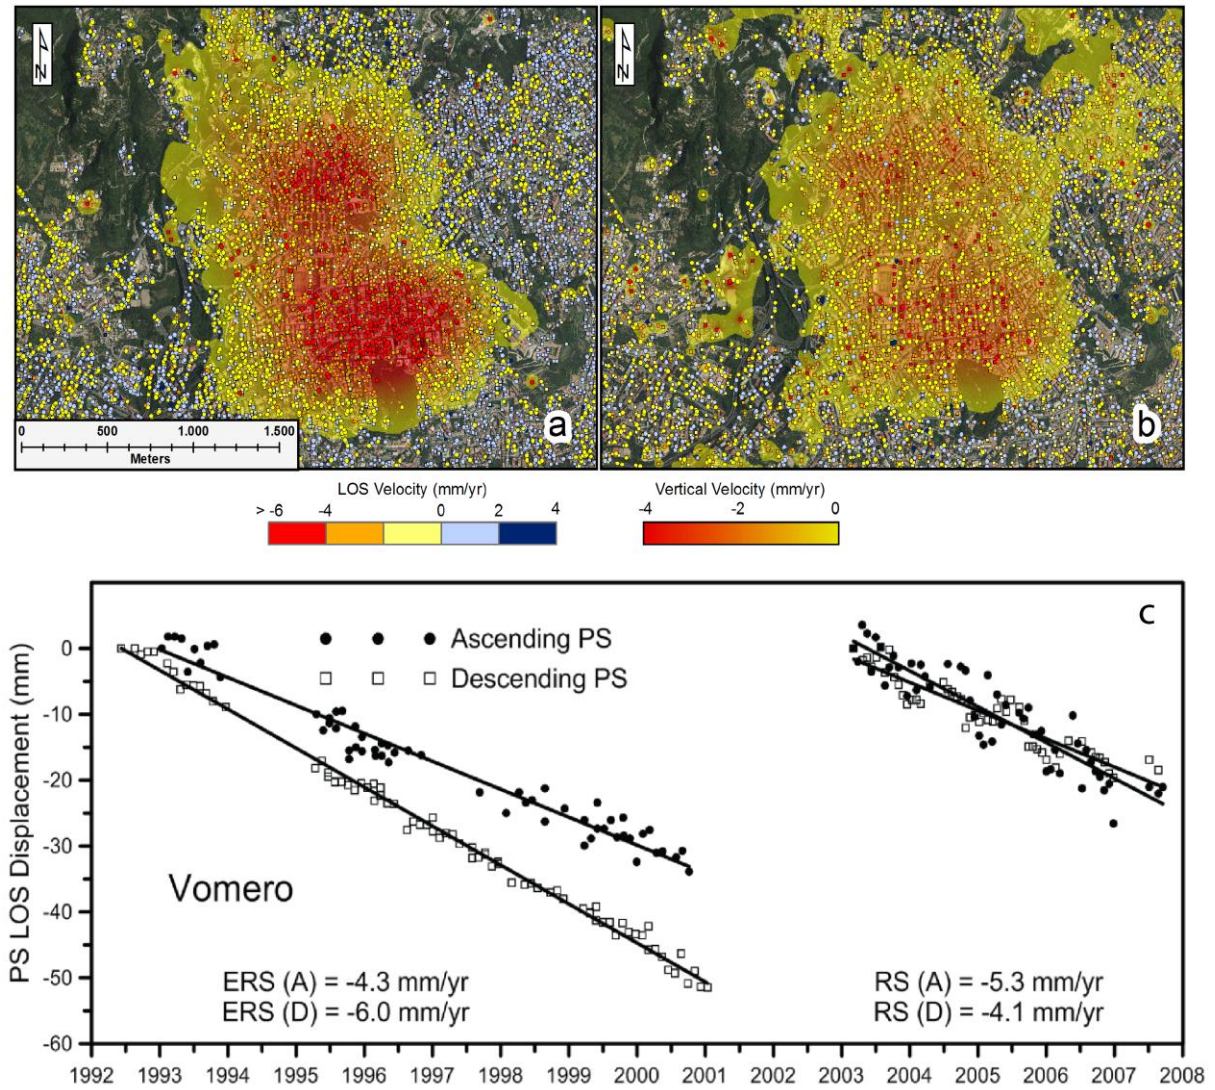 N
N
a
b
0 500 1.000 1.500
Meters
LOS Velocity (mm/yr)
> -6 -4 0 2 4
Vertical Velocity (mm/yr)
-4 -2 0
c
Ascending PS
Descending PS
PS LOS Displacement (mm)
0
-10
-20
-30
-40
-50
-60
Vomero
ERS (A) = -4.3 mm/yr
ERS (D) = -6.0 mm/yr
RS (A) = -5.3 mm/yr
RS (D) = -4.1 mm/yr
1992 1993 1994 1995 1996 1997 1998 1999 2000 2001 2002 2003 2004 2005 2006 2007 2008